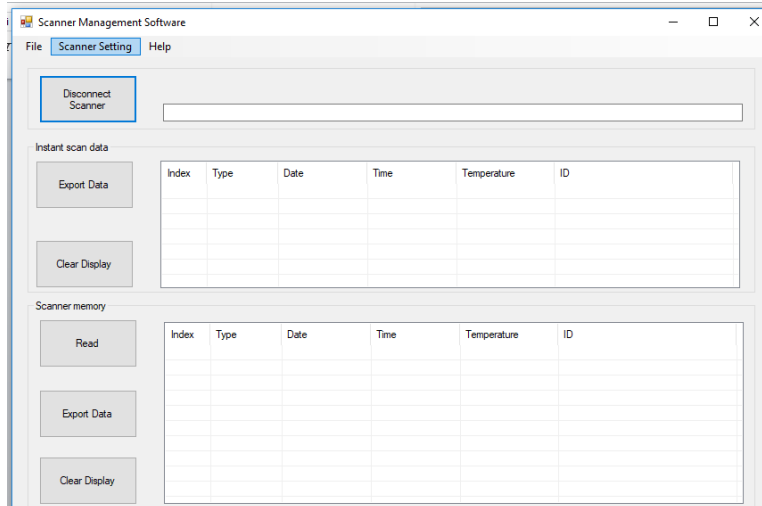 Scanner Management Software
File Scanner Setting Help
Disconnect
Scanner
Instant scan data
Export Data
Index Type Date Time Temperature ID
Clear Display
Scanner memory
Read
Index Type Date Time Temperature ID
Export Data
Clear Display